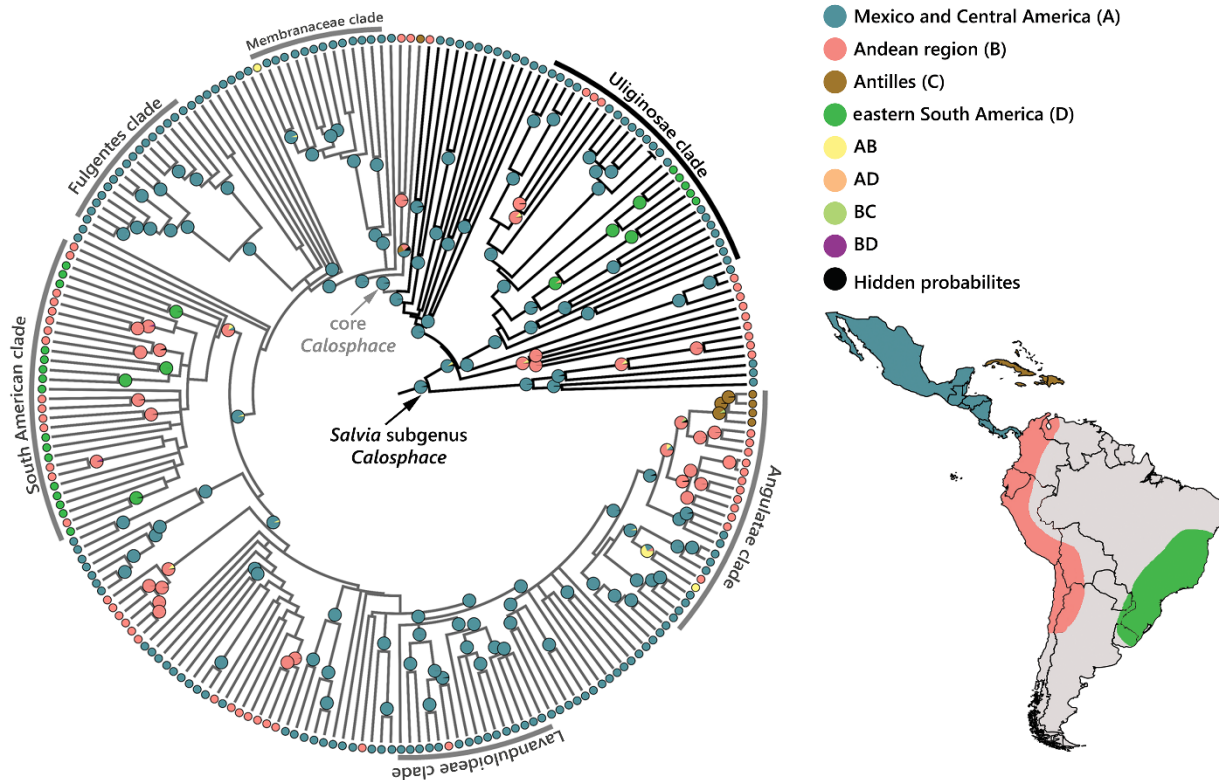 Membranaceae clade
Uliginosae clade
Fulgentes clade
South American clade
core
Calosphace
Salvia subgenus
Calosphace
Angulatae clade
Lavanduloideae clade
Mexico and Central America (A)
Andean region (B)
Antilles (C)
eastern South America (D)
AB
AD
BC
BD
Hidden probabilites